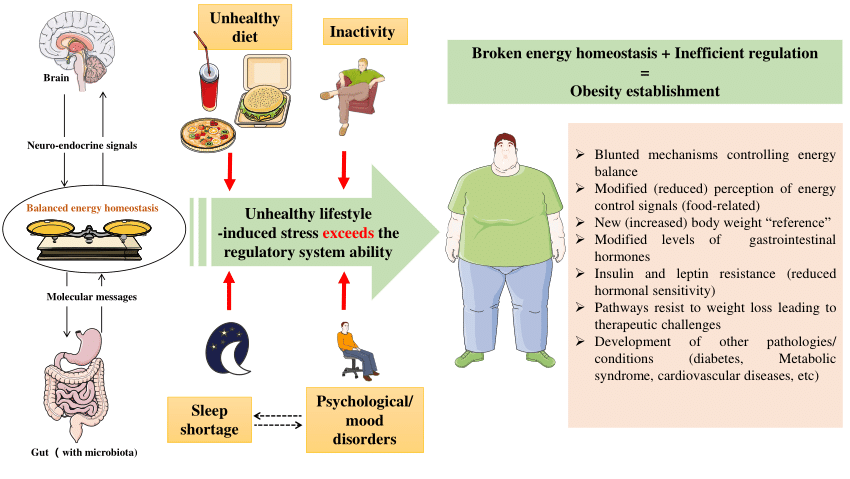 Brain
Neuro-endocrine signals
Balanced energy homeostasis
Molecular messages
Gut ( with microbiota)
Unhealthy
diet
Inactivity
Unhealthy lifestyle
-induced stress exceeds the
regulatory system ability
Sleep
shortage
Psychological/
mood
disorders
Broken energy homeostasis + Inefficient regulation
=
Obesity establishment
➢ Blunted mechanisms controlling energy
balance
➢ Modified (reduced) perception of energy
control signals (food-related)
➢ New (increased) body weight “reference”
➢ Modified levels of gastrointestinal
hormones
➢ Insulin and leptin resistance (reduced
hormonal sensitivity)
➢ Pathways resist to weight loss leading to
therapeutic challenges
➢ Development of other pathologies/
conditions (diabetes, Metabolic
syndrome, cardiovascular diseases, etc)